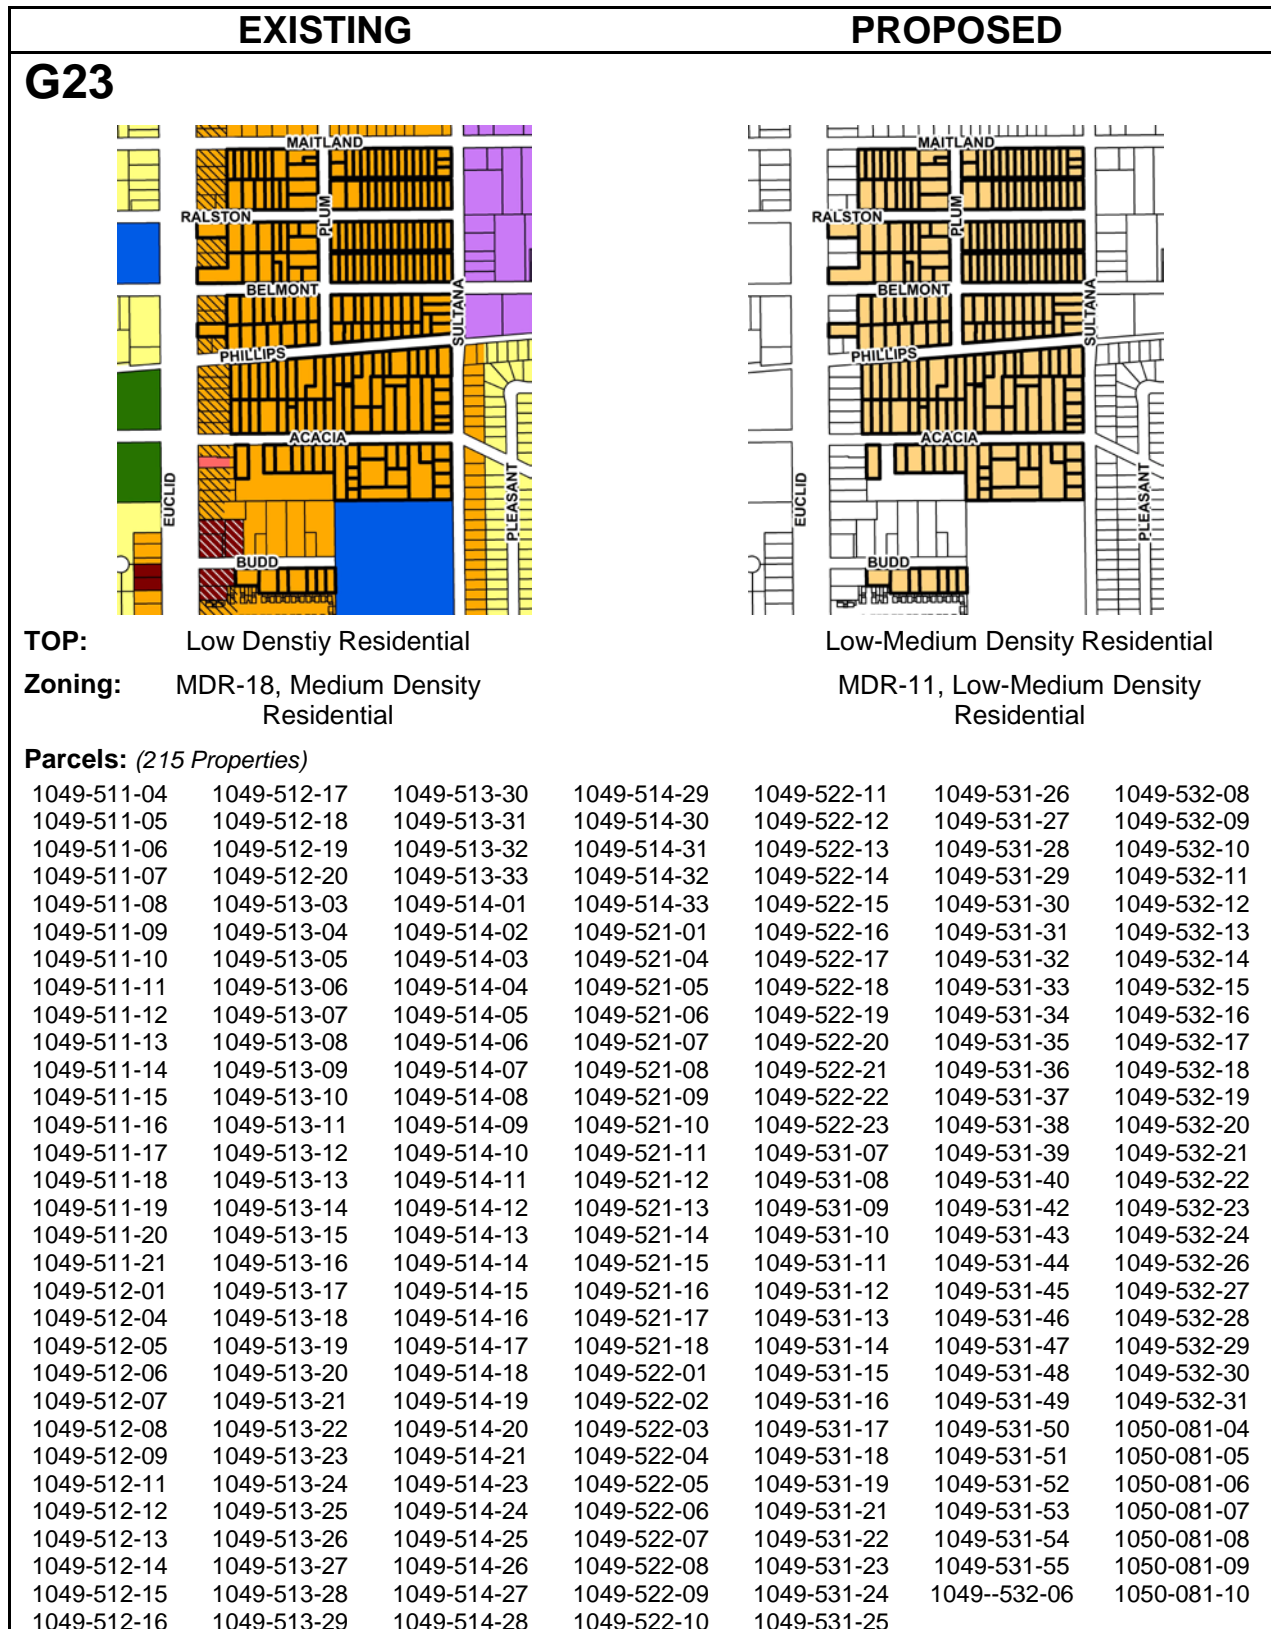 EXISTING PROPOSED
G23
MAITLAND
RALSTON
PLUM
BELMONT
SULTANA
PHILLIPS
ACACIA
EUCLID
PLEASANT
BUDD
MAITLAND
RALSTON
PLUM
BELMONT
SULTANA
PHILLIPS
ACACIA
EUCLID
PLEASANT
BUDD
TOP: Low Denstiy Residential Low-Medium Density Residential
Zoning: MDR-18, Medium Density Residential MDR-11, Low-Medium Density Residential
Parcels: (215 Properties)
1049-511-04 1049-512-17 1049-513-30 1049-514-29 1049-522-11 1049-531-26 1049-532-08
1049-511-05 1049-512-18 1049-513-31 1049-514-30 1049-522-12 1049-531-27 1049-532-09
1049-511-06 1049-512-19 1049-513-32 1049-514-31 1049-522-13 1049-531-28 1049-532-10
1049-511-07 1049-512-20 1049-513-33 1049-514-32 1049-522-14 1049-531-29 1049-532-11
1049-511-08 1049-513-03 1049-514-01 1049-514-33 1049-522-15 1049-531-30 1049-532-12
1049-511-09 1049-513-04 1049-514-02 1049-521-01 1049-522-16 1049-531-31 1049-532-13
1049-511-10 1049-513-05 1049-514-03 1049-521-04 1049-522-17 1049-531-32 1049-532-14
1049-511-11 1049-513-06 1049-514-04 1049-521-05 1049-522-18 1049-531-33 1049-532-15
1049-511-12 1049-513-07 1049-514-05 1049-521-06 1049-522-19 1049-531-34 1049-532-16
1049-511-13 1049-513-08 1049-514-06 1049-521-07 1049-522-20 1049-531-35 1049-532-17
1049-511-14 1049-513-09 1049-514-07 1049-521-08 1049-522-21 1049-531-36 1049-532-18
1049-511-15 1049-513-10 1049-514-08 1049-521-09 1049-522-22 1049-531-37 1049-532-19
1049-511-16 1049-513-11 1049-514-09 1049-521-10 1049-522-23 1049-531-38 1049-532-20
1049-511-17 1049-513-12 1049-514-10 1049-521-11 1049-531-07 1049-531-39 1049-532-21
1049-511-18 1049-513-13 1049-514-11 1049-521-12 1049-531-08 1049-531-40 1049-532-22
1049-511-19 1049-513-14 1049-514-12 1049-521-13 1049-531-09 1049-531-42 1049-532-23
1049-511-20 1049-513-15 1049-514-13 1049-521-14 1049-531-10 1049-531-43 1049-532-24
1049-511-21 1049-513-16 1049-514-14 1049-521-15 1049-531-11 1049-531-44 1049-532-26
1049-512-01 1049-513-17 1049-514-15 1049-521-16 1049-531-12 1049-531-45 1049-532-27
1049-512-04 1049-513-18 1049-514-16 1049-521-17 1049-531-13 1049-531-46 1049-532-28
1049-512-05 1049-513-19 1049-514-17 1049-521-18 1049-531-14 1049-531-47 1049-532-29
1049-512-06 1049-513-20 1049-514-18 1049-522-01 1049-531-15 1049-531-48 1049-532-30
1049-512-07 1049-513-21 1049-514-19 1049-522-02 1049-531-16 1049-531-49 1049-532-31
1049-512-08 1049-513-22 1049-514-20 1049-522-03 1049-531-17 1049-531-50 1050-081-04
1049-512-09 1049-513-23 1049-514-21 1049-522-04 1049-531-18 1049-531-51 1050-081-05
1049-512-11 1049-513-24 1049-514-23 1049-522-05 1049-531-19 1049-531-52 1050-081-06
1049-512-12 1049-513-25 1049-514-24 1049-522-06 1049-531-21 1049-531-53 1050-081-07
1049-512-13 1049-513-26 1049-514-25 1049-522-07 1049-531-22 1049-531-54 1050-081-08
1049-512-14 1049-513-27 1049-514-26 1049-522-08 1049-531-23 1049-531-55 1050-081-09
1049-512-15 1049-513-28 1049-514-27 1049-522-09 1049-531-24 1049--532-06 1050-081-10
1049-512-16 1049-513-29 1049-514-28 1049-522-10 1049-531-25